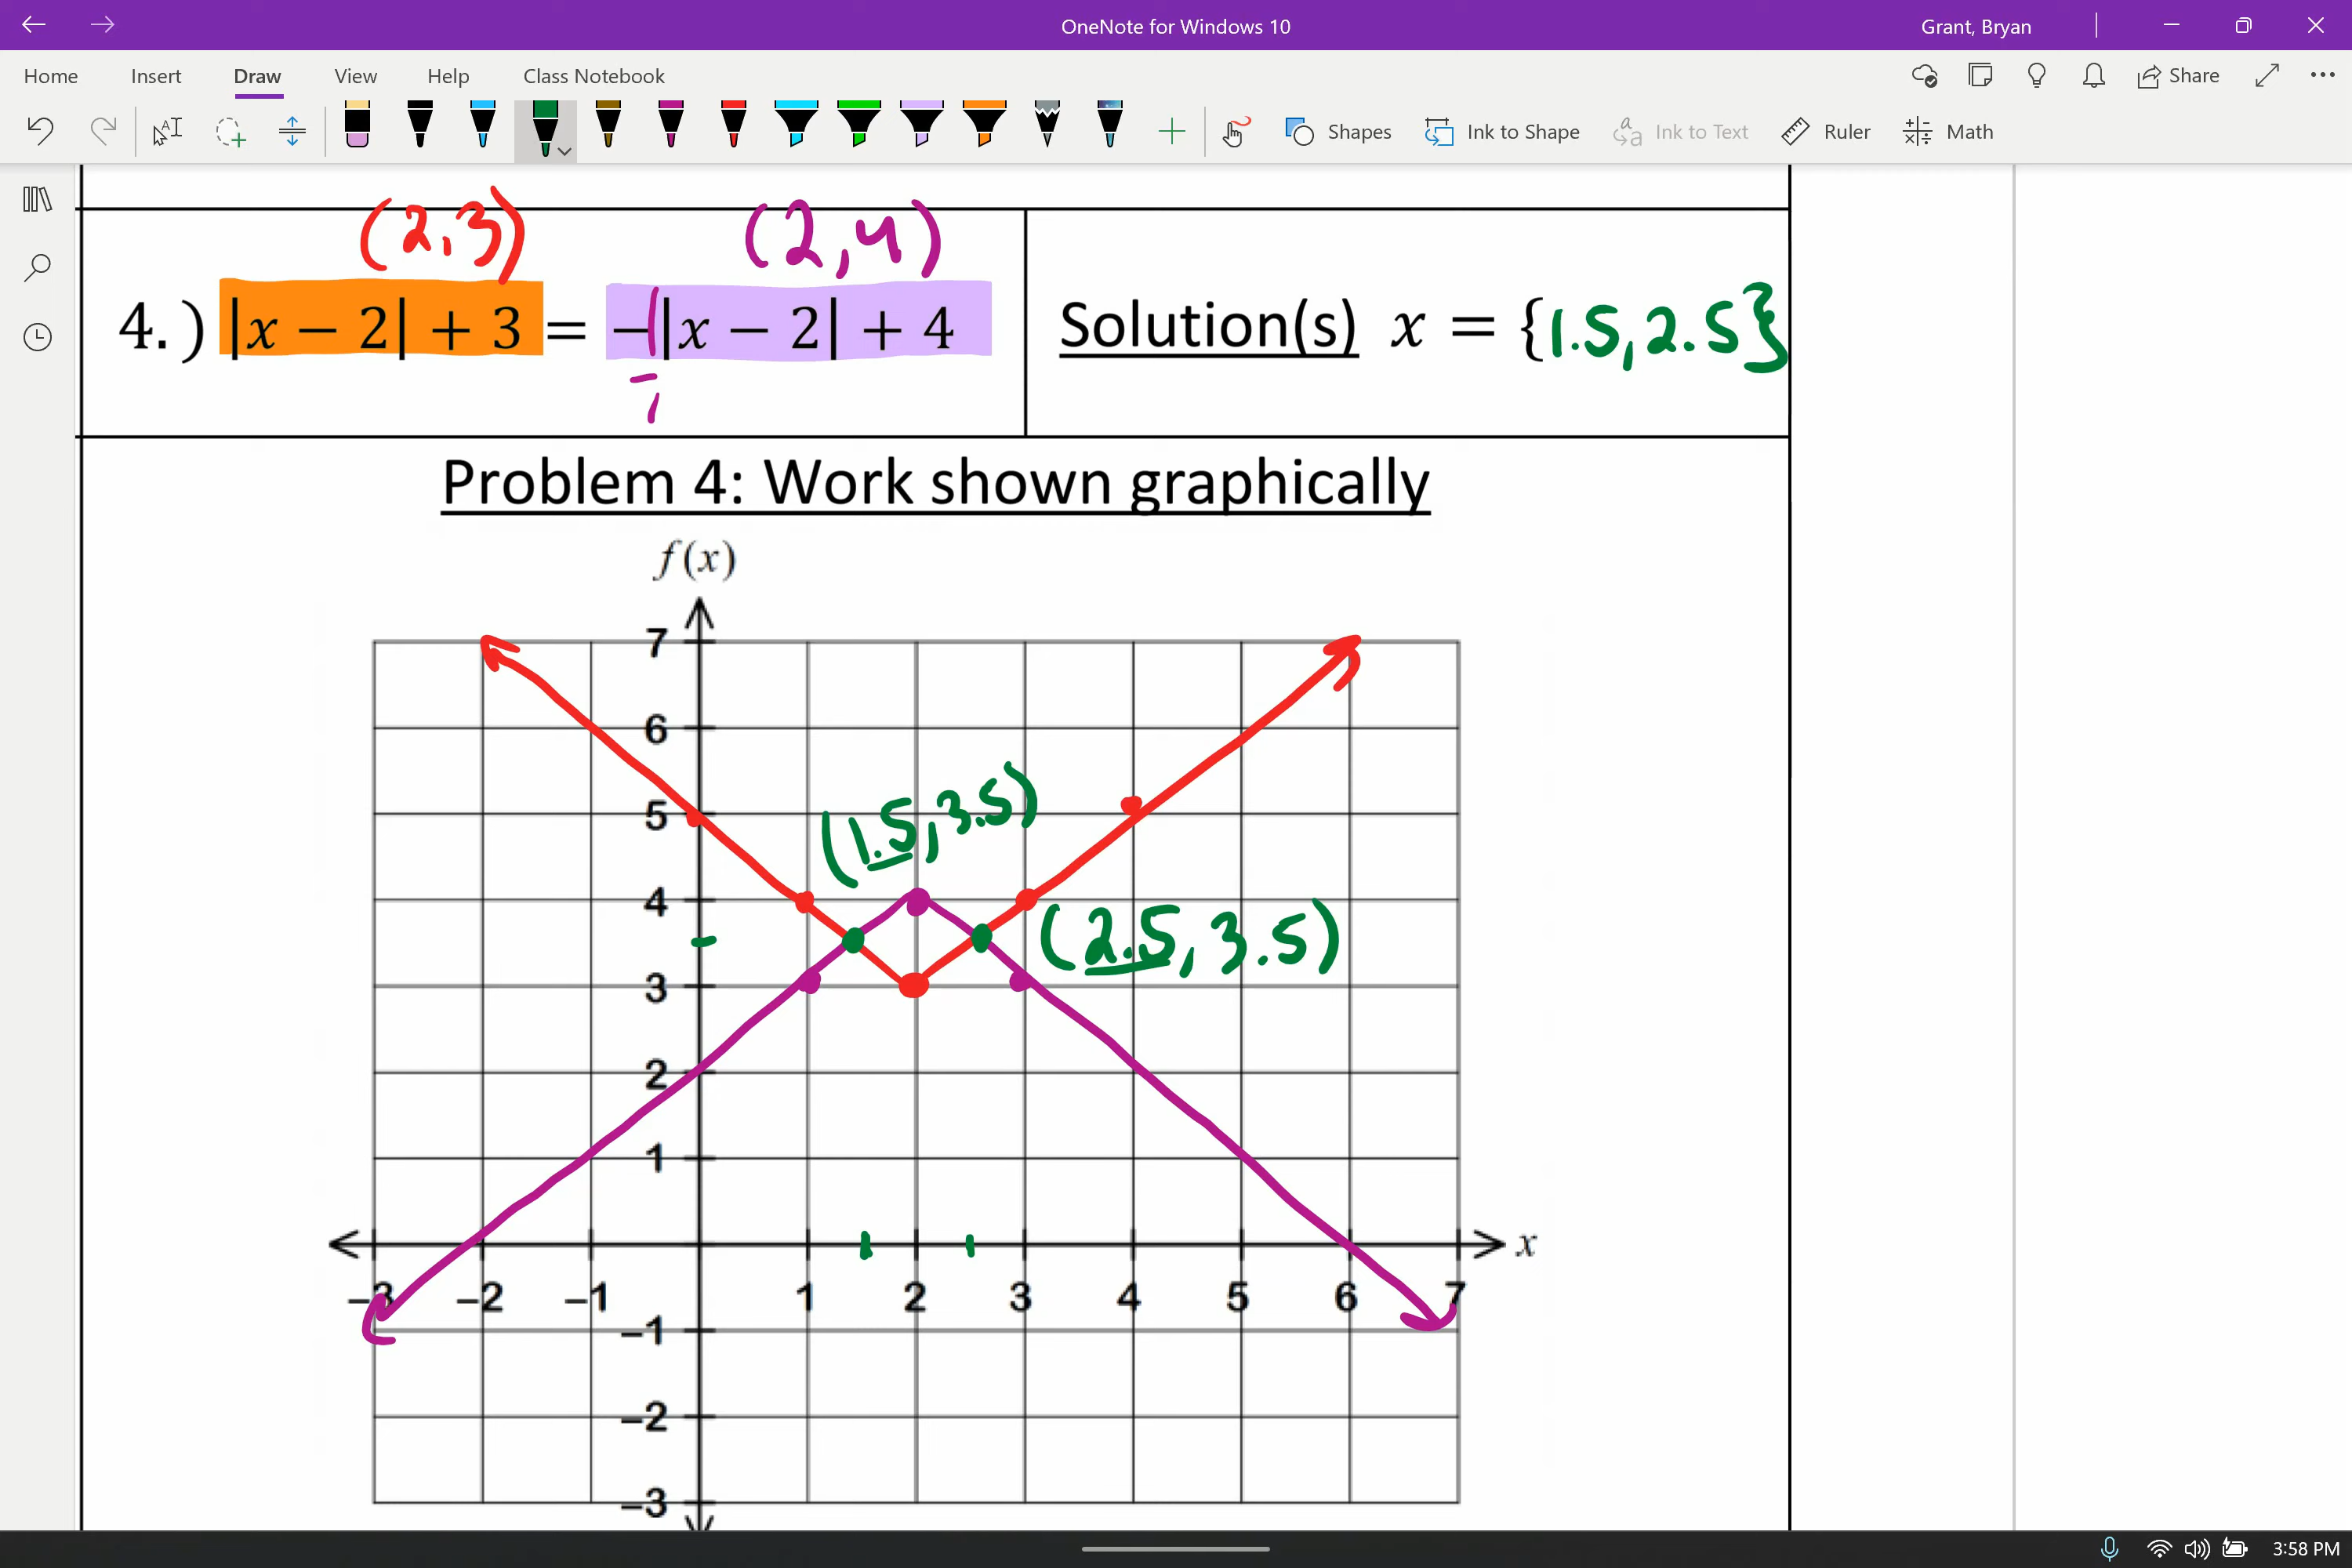 OneNote for Windows 10
Grant, Bryan
Home Insert Draw View Help Class Notebook Share
Shapes Ink to Shape Ink to Text Ruler Math
(2,3) (2,4)
4.) |x − 2| + 3 = −1|x − 2| + 4
Solution(s) x = {1.5, 2.5}
−1
Problem 4: Work shown graphically
f(x)
7
6
5
4
3
2
1
(1.5, 3.5)
(2.5, 3.5)
x
−3 −2 −1 1 2 3 4 5 6 7
−1
−2
−3
3:58 PM